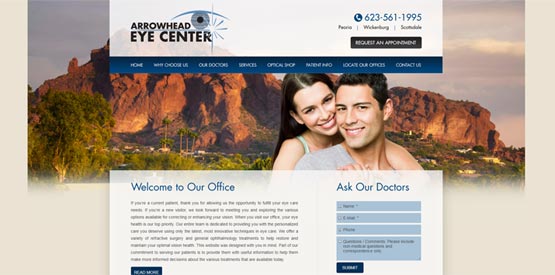 ARROWHEAD
EYE CENTER
623-561-1995
Peoria | Wickenburg | Scottsdale
REQUEST AN APPOINTMENT
HOME WHY CHOOSE US OUR DOCTORS SERVICES OPTICAL SHOP PATIENT INFO LOCATE OUR OFFICES CONTACT US
Welcome to Our Office
If you're a current patient, thank you for allowing us the opportunity to fulfill your eye care
needs. If you're a new visitor, we look forward to meeting you and exploring the various
options available for correcting or enhancing your vision. When you visit our office, your eye
health is our top priority. Our entire team is dedicated to providing you with the personalized
care you deserve using only the latest, most innovative techniques in eye care. We offer a
variety of refractive surgery and general ophthalmology treatments to help restore and
maintain your optimal vision health. This website was designed with you in mind. Part of our
commitment to serving our patients is to provide them with useful information to help them
make more informed decisions about the various treatments that are available today.
READ MORE
Ask Our Doctors
Name: *
E-Mail: *
Phone
Questions / Comments: Please include
non-medical questions and
correspondence only.
SUBMIT